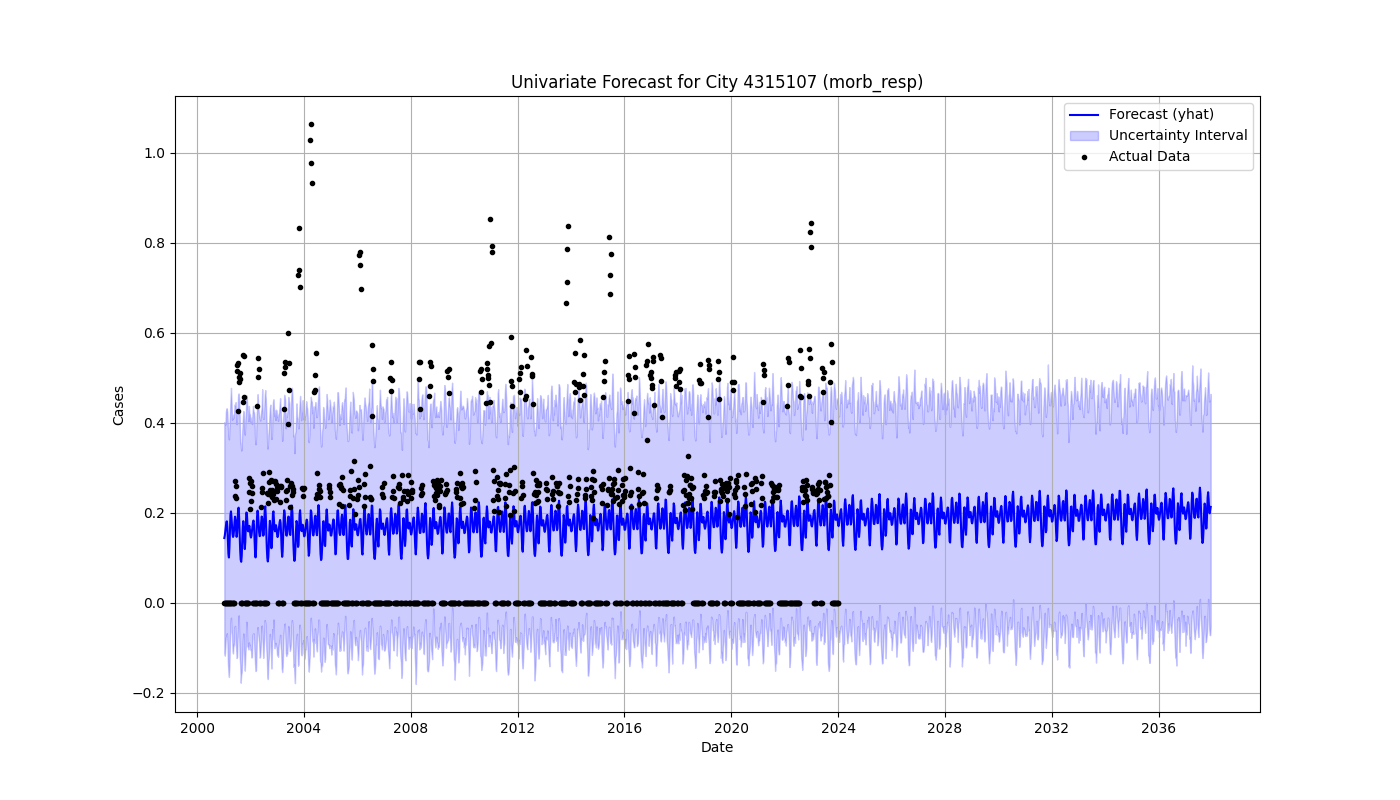 Univariate Forecast for City 4315107 (morb_resp)
Forecast (yhat)
Uncertainty Interval
Actual Data
1.0
0.8
0.6
0.4
0.2
0.0
−0.2
Cases
2000 2004 2008 2012 2016 2020 2024 2028 2032 2036
Date